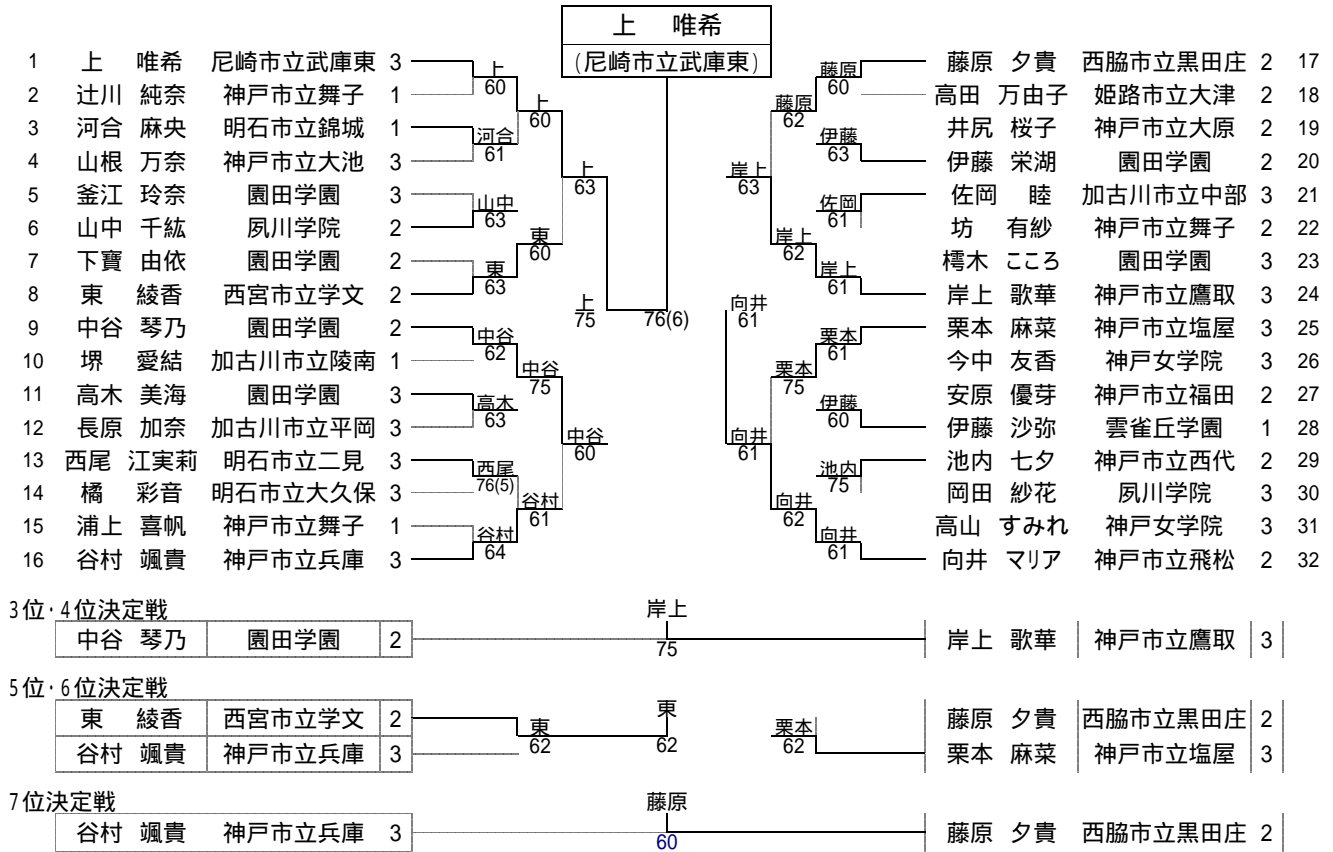 上 唯希
(尼崎市立武庫東)
1 上 唯希 尼崎市立武庫東 3
2 辻川 純奈 神戸市立舞子 1
3 河合 麻央 明石市立錦城 1
4 山根 万奈 神戸市立大池 3
5 釜江 玲奈 園田学園 3
6 山中 千紘 夙川学院 2
7 下寶 由依 園田学園 2
8 東 綾香 西宮市立学文 2
9 中谷 琴乃 園田学園 2
10 堺 愛結 加古川市立陵南 1
11 高木 美海 園田学園 3
12 長原 加奈 加古川市立平岡 3
13 西尾 江実莉 明石市立二見 3
14 橘 彩音 明石市立大久保 3
15 浦上 喜帆 神戸市立舞子 1
16 谷村 颯貴 神戸市立兵庫 3
上
60
河合
61
山中
63
東
63
中谷
62
高木
63
西尾
76(5)
谷村
64
上
60
東
60
中谷
75
谷村
61
上
63
中谷
60
上
75
76(6)
向井
61
岸上
63
向井
61
藤原
62
岸上
62
栗本
75
向井
62
藤原
60
伊藤
63
佐岡
61
岸上
61
栗本
61
伊藤
60
池内
75
向井
61
藤原 夕貴 西脇市立黒田庄 2 17
高田 万由子 姫路市立大津 2 18
井尻 桜子 神戸市立大原 2 19
伊藤 栄湖 園田学園 2 20
佐岡 睦 加古川市立中部 3 21
坊 有紗 神戸市立舞子 2 22
樗木 こころ 園田学園 3 23
岸上 歌華 神戸市立鷹取 3 24
栗本 麻菜 神戸市立塩屋 3 25
今中 友香 神戸女学院 3 26
安原 優芽 神戸市立福田 2 27
伊藤 沙弥 雲雀丘学園 1 28
池内 七夕 神戸市立西代 2 29
岡田 紗花 夙川学院 3 30
高山 すみれ 神戸女学院 3 31
向井 マリア 神戸市立飛松 2 32
3位・4位決定戦
中谷 琴乃 園田学園 2
岸上
75
岸上 歌華 神戸市立鷹取 3
5位・6位決定戦
東 綾香 西宮市立学文 2
谷村 颯貴 神戸市立兵庫 3
東
62
東
62
栗本
62
藤原 夕貴 西脇市立黒田庄 2
栗本 麻菜 神戸市立塩屋 3
7位決定戦
谷村 颯貴 神戸市立兵庫 3
藤原
60
藤原 夕貴 西脇市立黒田庄 2